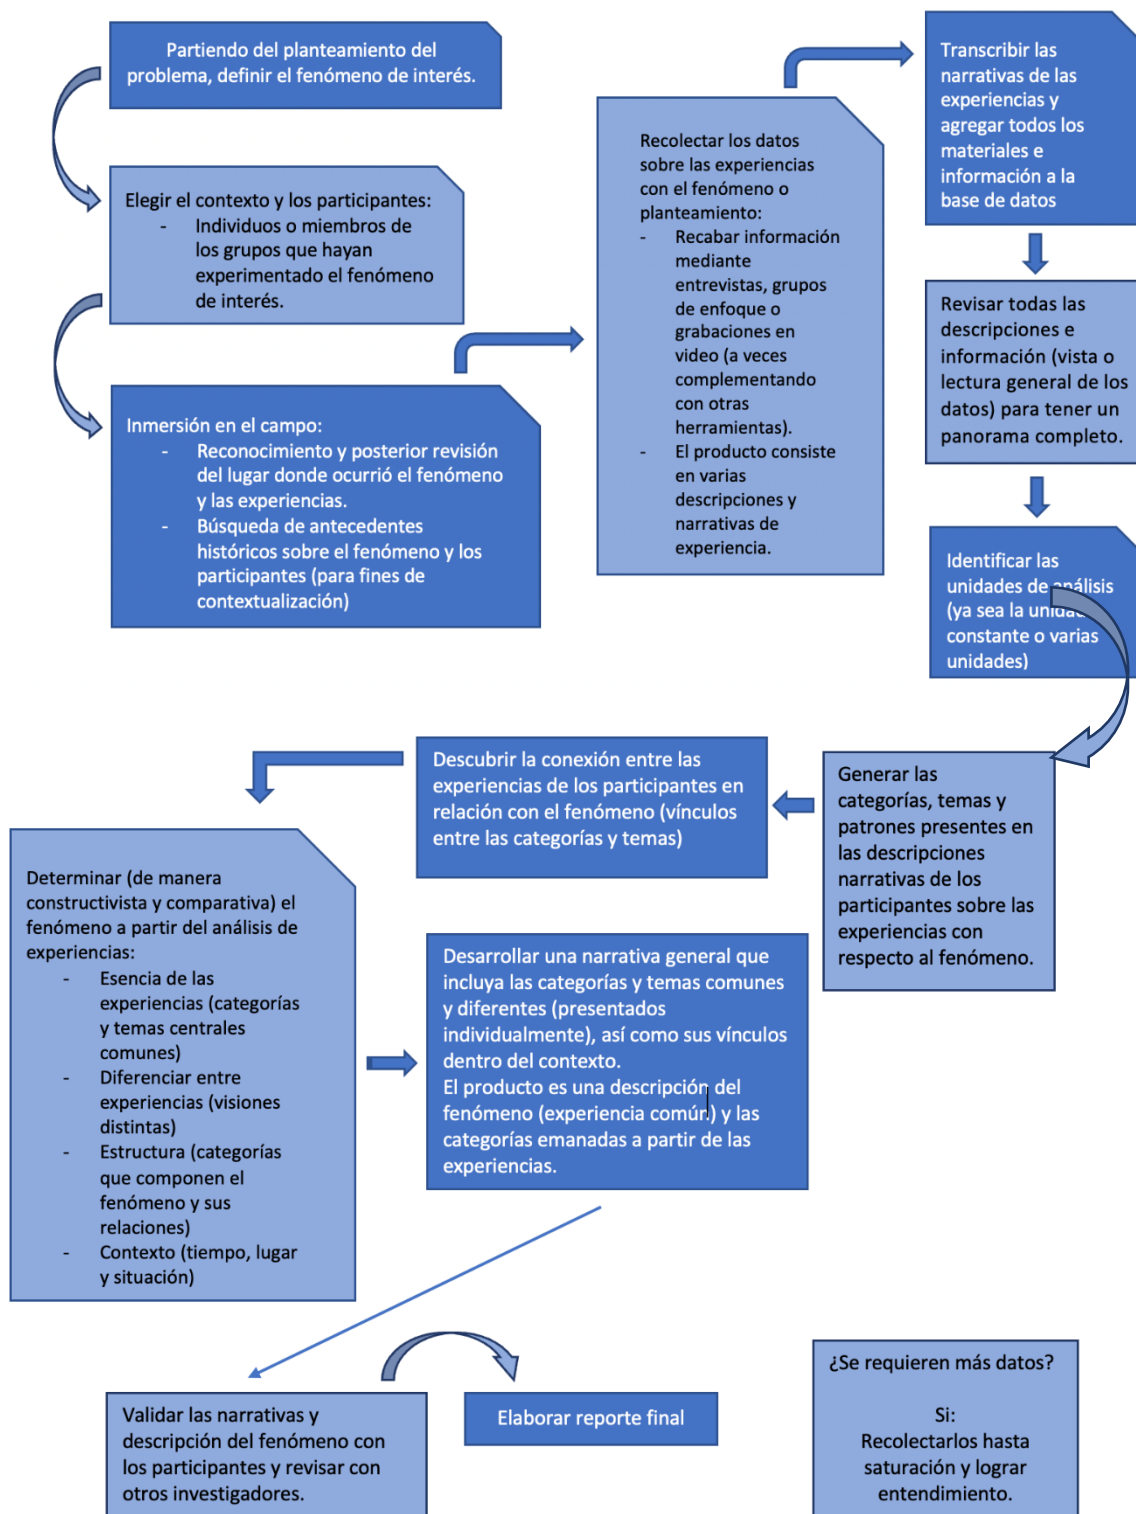 Partiendo del planteamiento del
problema, definir el fenómeno de interés.
Elegir el contexto y los participantes:
- Individuos o miembros de
los grupos que hayan
experimentado el fenómeno
de interés.
Inmersión en el campo:
- Reconocimiento y posterior revisión
del lugar donde ocurrió el fenómeno
y las experiencias.
- Búsqueda de antecedentes
históricos sobre el fenómeno y los
participantes (para fines de
contextualización)
Recolectar los datos
sobre las experiencias
con el fenómeno o
planteamiento:
- Recabar información
mediante
entrevistas, grupos
de enfoque o
grabaciones en
video (a veces
complementando
con otras
herramientas).
- El producto consiste
en varias
descripciones y
narrativas de
experiencia.
Transcribir las
narrativas de las
experiencias y
agregar todos los
materiales e
información a la
base de datos
Revisar todas las
descripciones e
información (vista o
lectura general de los
datos) para tener un
panorama completo.
Identificar las
unidades de análisis
(ya sea la unidad
constante o varias
unidades)
Generar las
categorías, temas y
patrones presentes en
las descripciones
narrativas de los
participantes sobre las
experiencias con
respecto al fenómeno.
Descubrir la conexión entre las
experiencias de los participantes en
relación con el fenómeno (vínculos
entre las categorías y temas)
Determinar (de manera
constructivista y comparativa) el
fenómeno a partir del análisis de
experiencias:
- Esencia de las
experiencias (categorías
y temas centrales
comunes)
- Diferenciar entre
experiencias (visiones
distintas)
- Estructura (categorías
que componen el
fenómeno y sus
relaciones)
- Contexto (tiempo, lugar
y situación)
Desarrollar una narrativa general que
incluya las categorías y temas comunes
y diferentes (presentados
individualmente), así como sus vínculos
dentro del contexto.
El producto es una descripción del
fenómeno (experiencia común) y las
categorías emanadas a partir de las
experiencias.
Validar las narrativas y
descripción del fenómeno con
los participantes y revisar con
otros investigadores.
Elaborar reporte final
¿Se requieren más datos?
Si:
Recolectarlos hasta
saturación y lograr
entendimiento.